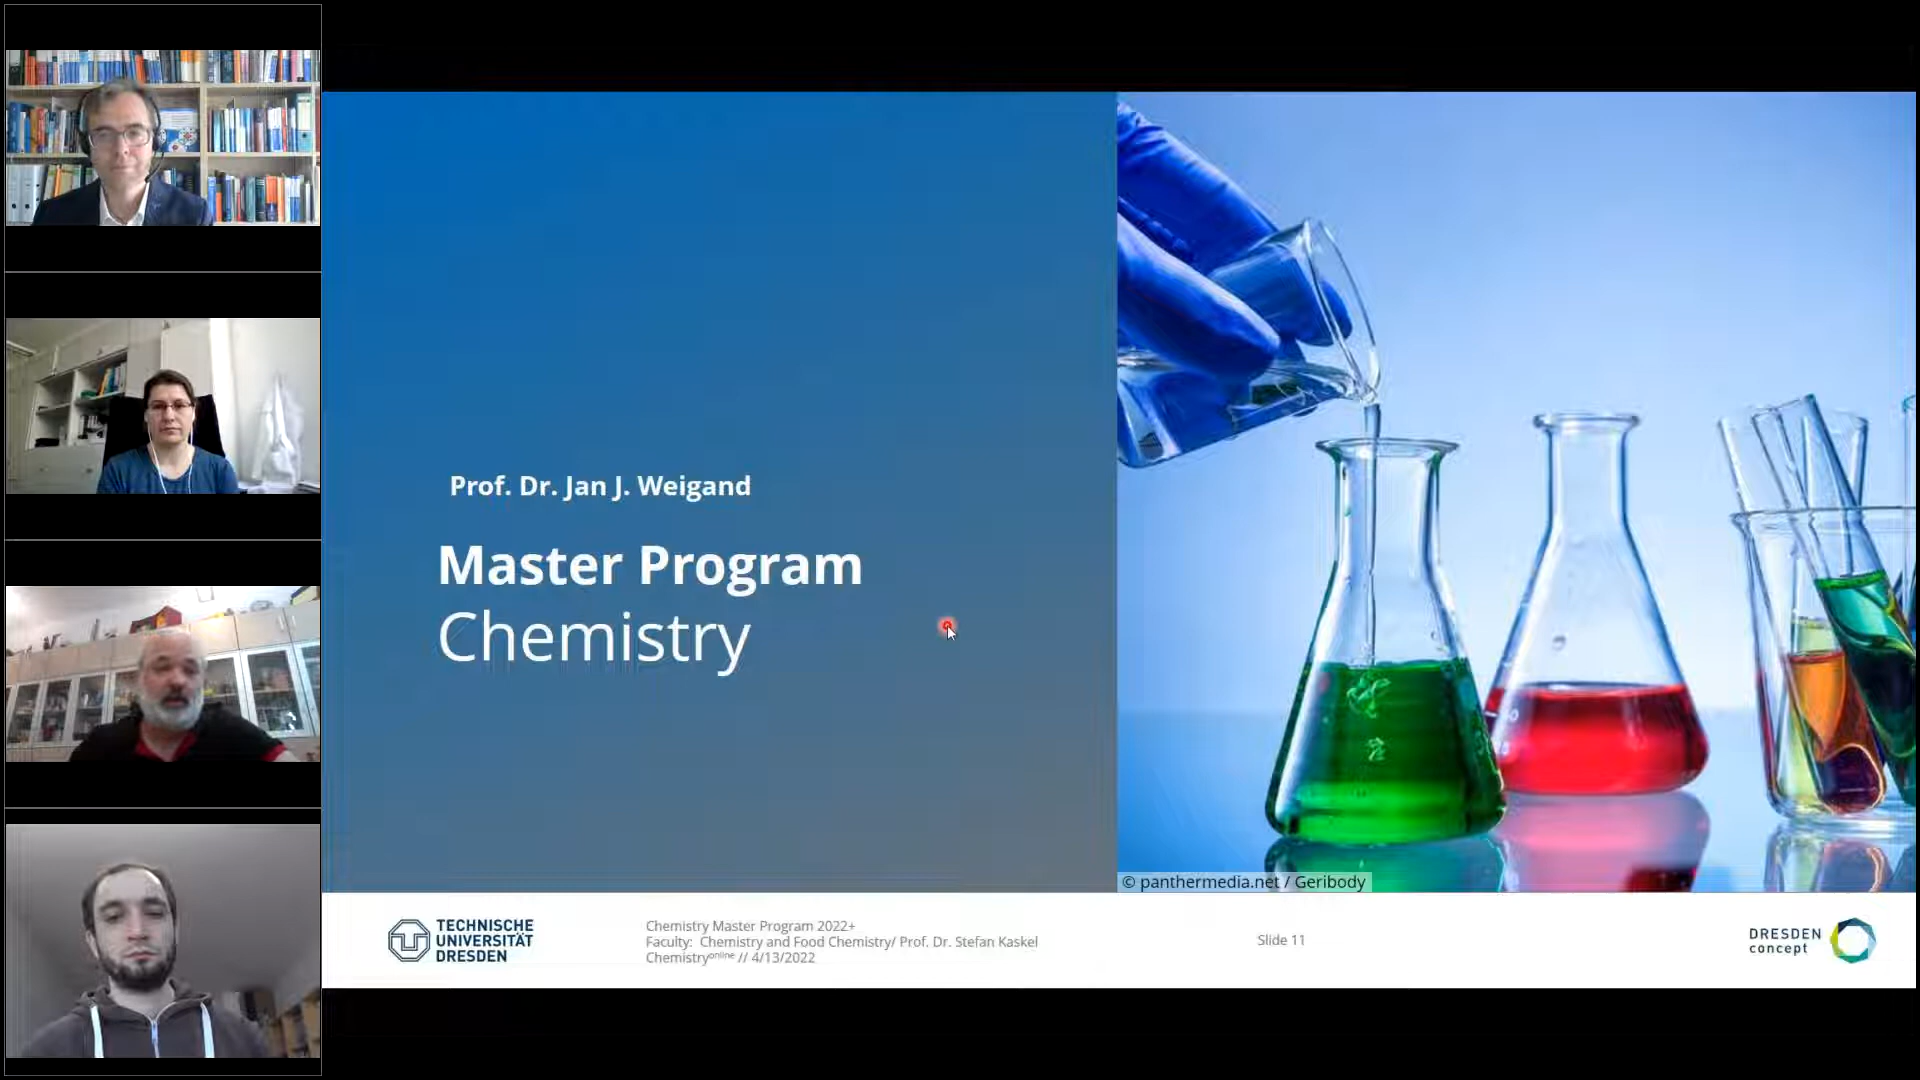 Prof. Dr. Jan J. Weigand
Master Program
Chemistry
© panthermedia.net / Geribody
TECHNISCHE
UNIVERSITÄT
DRESDEN
Chemistry Master Program 2022+
Faculty: Chemistry and Food Chemistry/ Prof. Dr. Stefan Kaskel
Chemistryonline // 4/13/2022
Slide 11
DRESDEN
concept